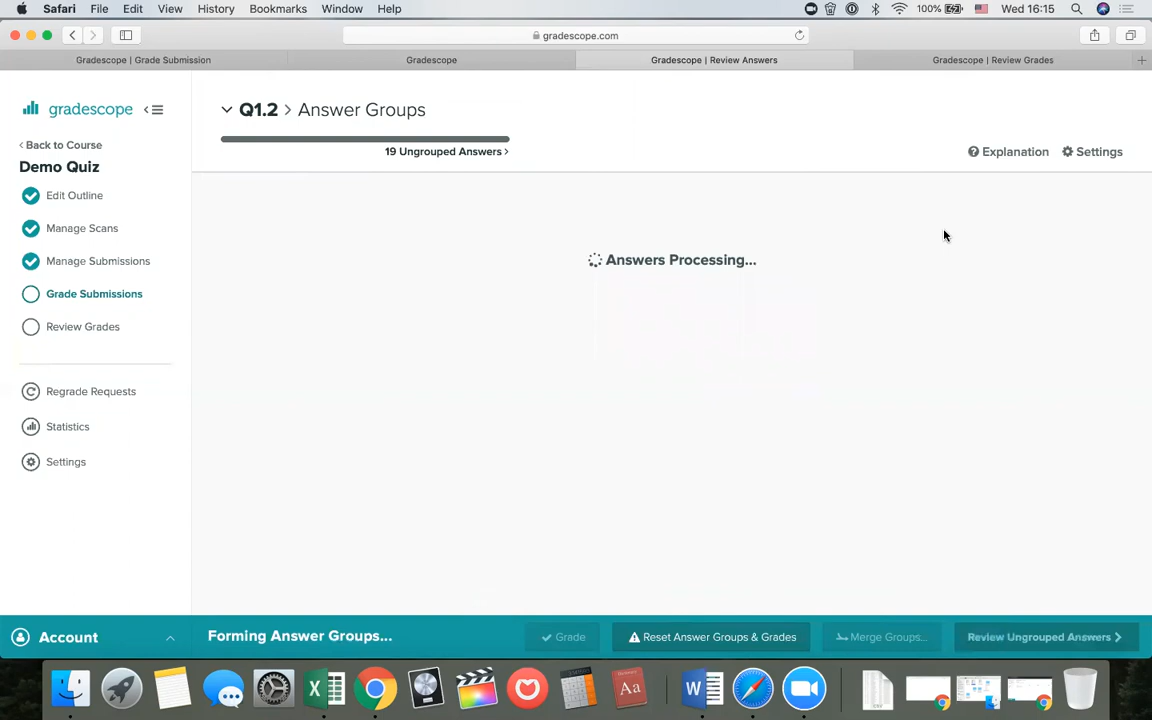 Safari File Edit View History Bookmarks Window Help 100% Wed 16:15
gradescope.com
Gradescope | Grade Submission Gradescope Gradescope | Review Answers Gradescope | Review Grades
gradescope
Q1.2 > Answer Groups
Back to Course
19 Ungrouped Answers
Explanation Settings
Demo Quiz
Edit Outline
Manage Scans
Manage Submissions
Answers Processing...
Grade Submissions
Review Grades
Regrade Requests
Statistics
Settings
Account
Forming Answer Groups...
Grade
Reset Answer Groups & Grades
Merge Groups...
Review Ungrouped Answers